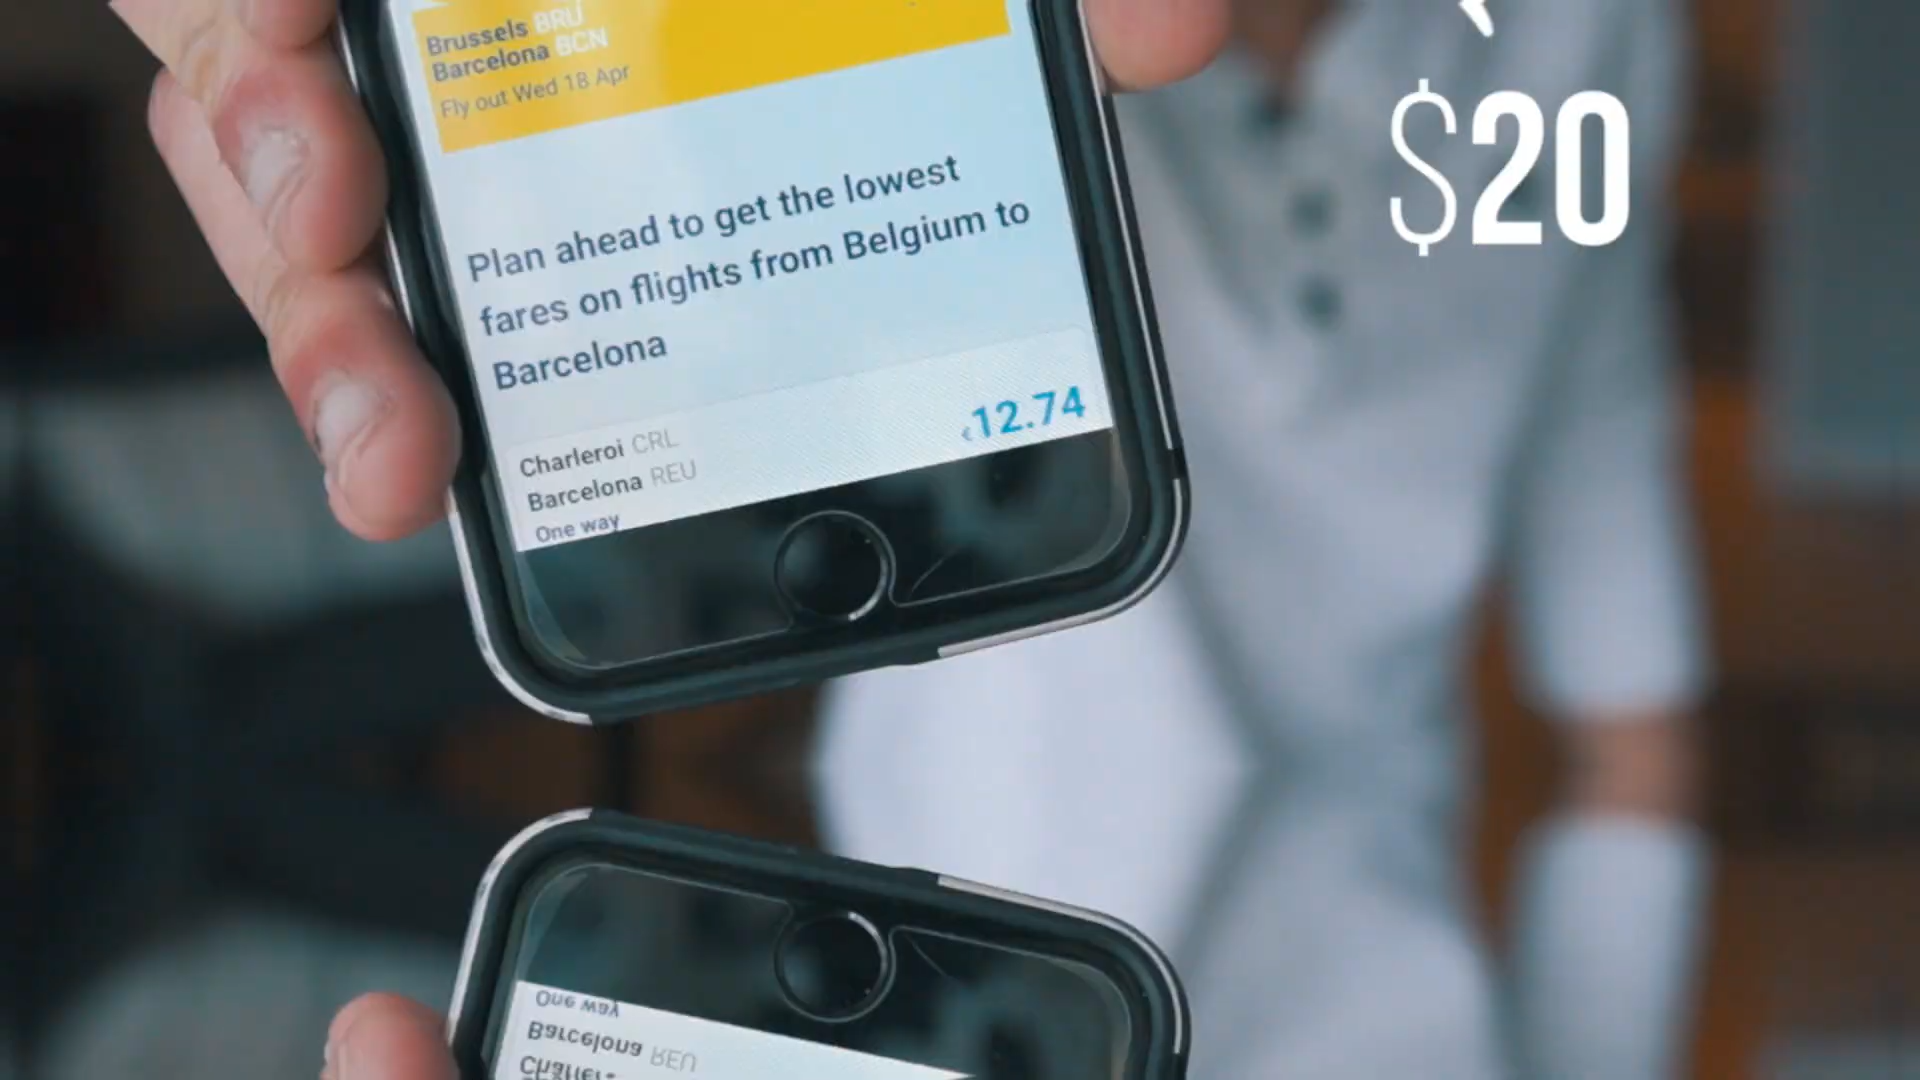 Brussels BRU
Barcelona BCN
Fly out Wed 18 Apr
$20
Plan ahead to get the lowest
fares on flights from Belgium to
Barcelona
€12.74
Charleroi CRL
Barcelona REU
One way
One way
Barcelona REU